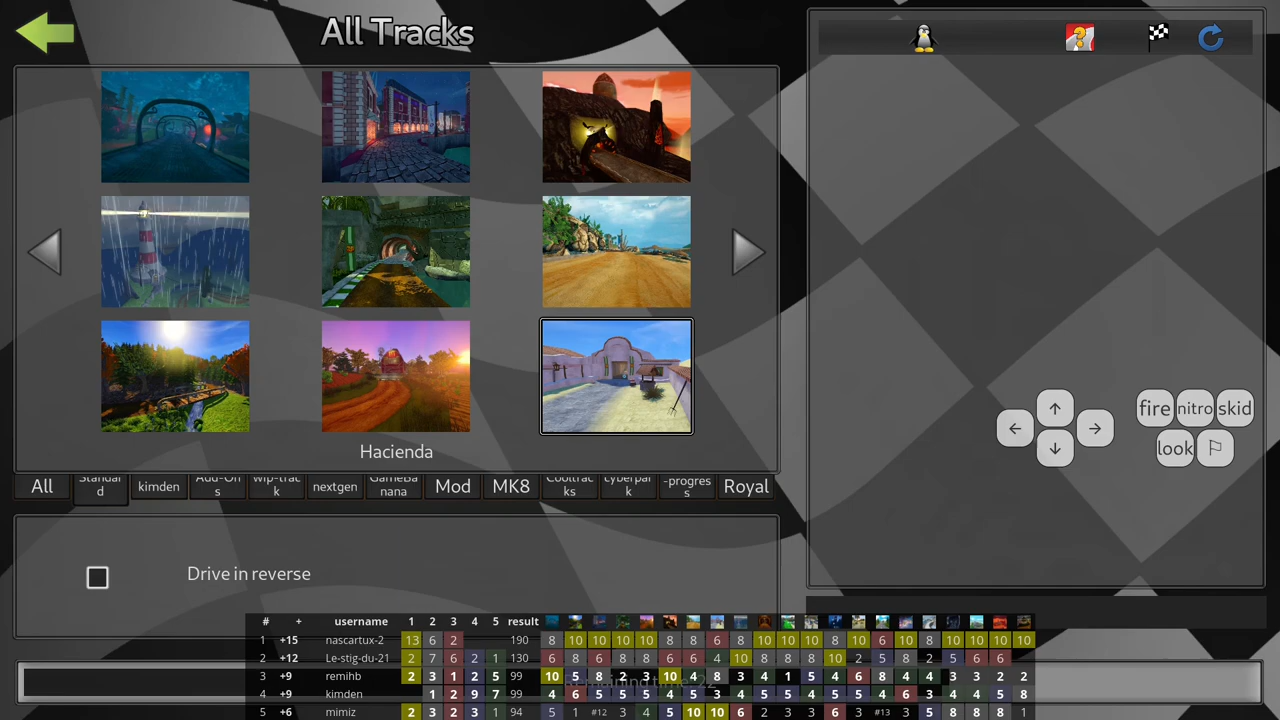 All Tracks
Hacienda
All Standard kimden Add-Ons wip-track nextgen GameBanana Mod MK8 Cooltracks cyberpark -progress Royal
fire nitro skid
look
Drive in reverse
# + username 1 2 3 4 5 result
1 +15 nascartux-2 13 6 2 190 8 10 10 10 10 8 8 6 8 10 10 10 8 10 6 10 8 10 10 10 10
2 +12 Le-stig-du-21 2 7 6 2 1 130 6 8 6 8 8 6 6 4 10 8 8 8 10 2 5 8 2 5 6 6
3 +9 remihb 2 3 1 2 5 99 10 5 8 2 10 4 8 3 4 1 5 4 6 8 4 4 3 3 2 2
4 +9 kimden 1 2 9 7 99 4 6 5 5 5 4 5 3 4 5 5 4 5 5 4 6 3 4 4 5 8
5 +6 mimiz 2 3 2 3 1 94 5 1 #12 3 4 5 10 10 6 2 3 3 6 3 #13 3 5 8 8 8 1